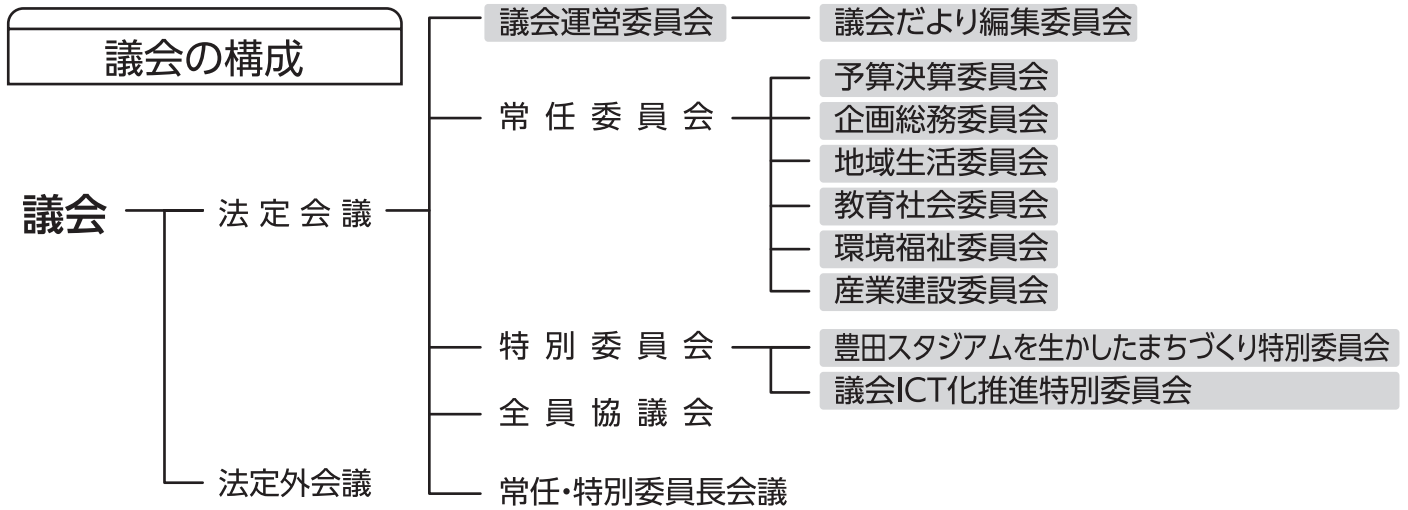 議会の構成
議会運営委員会
議会だより編集委員会
常任委員会
予算決算委員会
企画総務委員会
地域生活委員会
教育社会委員会
環境福祉委員会
産業建設委員会
議会
法定会議
特別委員会
豊田スタジアムを生かしたまちづくり特別委員会
議会ICT化推進特別委員会
全員協議会
法定外会議
常任・特別委員長会議